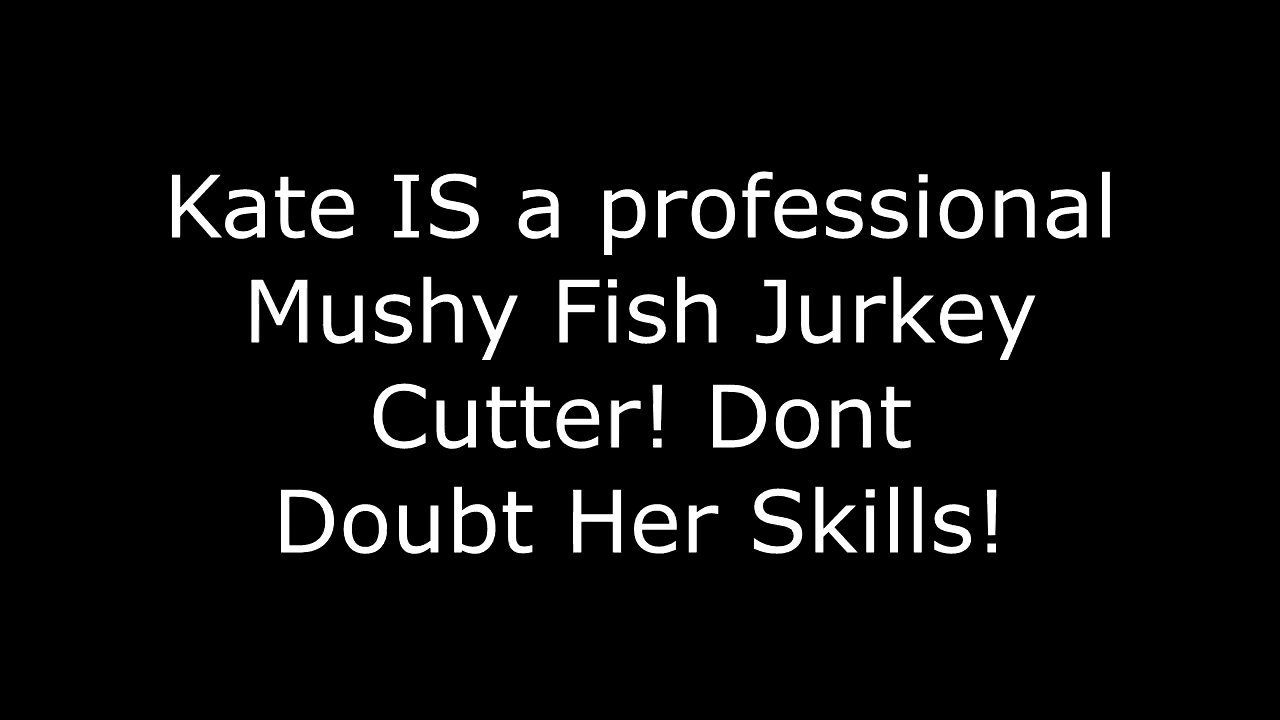 Kate IS a professional
Mushy Fish Jurkey
Cutter! Dont
Doubt Her Skills!